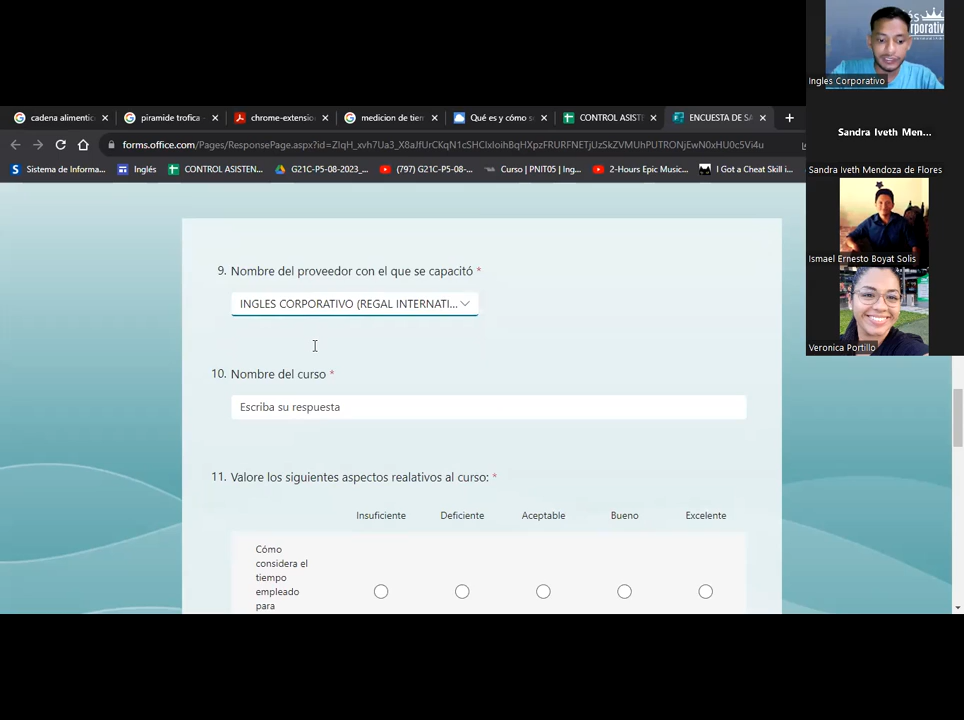 cadena alimentic
piramide trofica -
chrome-extensio
medicion de tien
Qué es y cómo s
CONTROL ASIST
ENCUESTA DE SA
forms.office.com/Pages/ResponsePage.aspx?id=ZIqH_xvh7Ua3_X8aJfUrCKqN1cSHCIxIoihBqHXpzFRURFNETjUzSkZVMUhPUTRONjEwN0xHU0c5Vi4u
Sistema de Informa...
Inglés
CONTROL ASISTEN...
G21C-P5-08-2023_...
(797) G21C-P5-08-...
Curso | PNIT05 | Ing...
2-Hours Epic Music...
I Got a Cheat Skill i...
9. Nombre del proveedor con el que se capacitó *
INGLES CORPORATIVO (REGAL INTERNATI...
10. Nombre del curso *
Escriba su respuesta
11. Valore los siguientes aspectos realativos al curso: *
Insuficiente Deficiente Aceptable Bueno Excelente
Cómo
considera el
tiempo
empleado
para
Ingles Corporativo
Sandra Iveth Men...
Sandra Iveth Mendoza de Flores
Ismael Ernesto Boyat Solis
Veronica Portillo